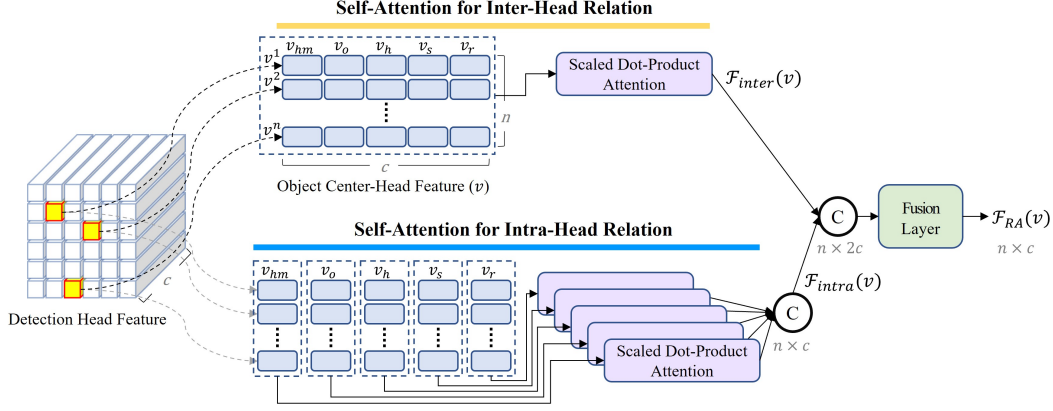 Self-Attention for Inter-Head Relation
v_hm v_o v_h v_s v_r
v^1
v^2
v^n
n
c
Object Center-Head Feature (v)
Scaled Dot-Product
Attention
ℱ_inter(v)
c
Detection Head Feature
Self-Attention for Intra-Head Relation
v_hm v_o v_h v_s v_r
Scaled Dot-Product
Attention
C
n × c
ℱ_intra(v)
C
n × 2c
Fusion
Layer
ℱ_RA(v)
n × c